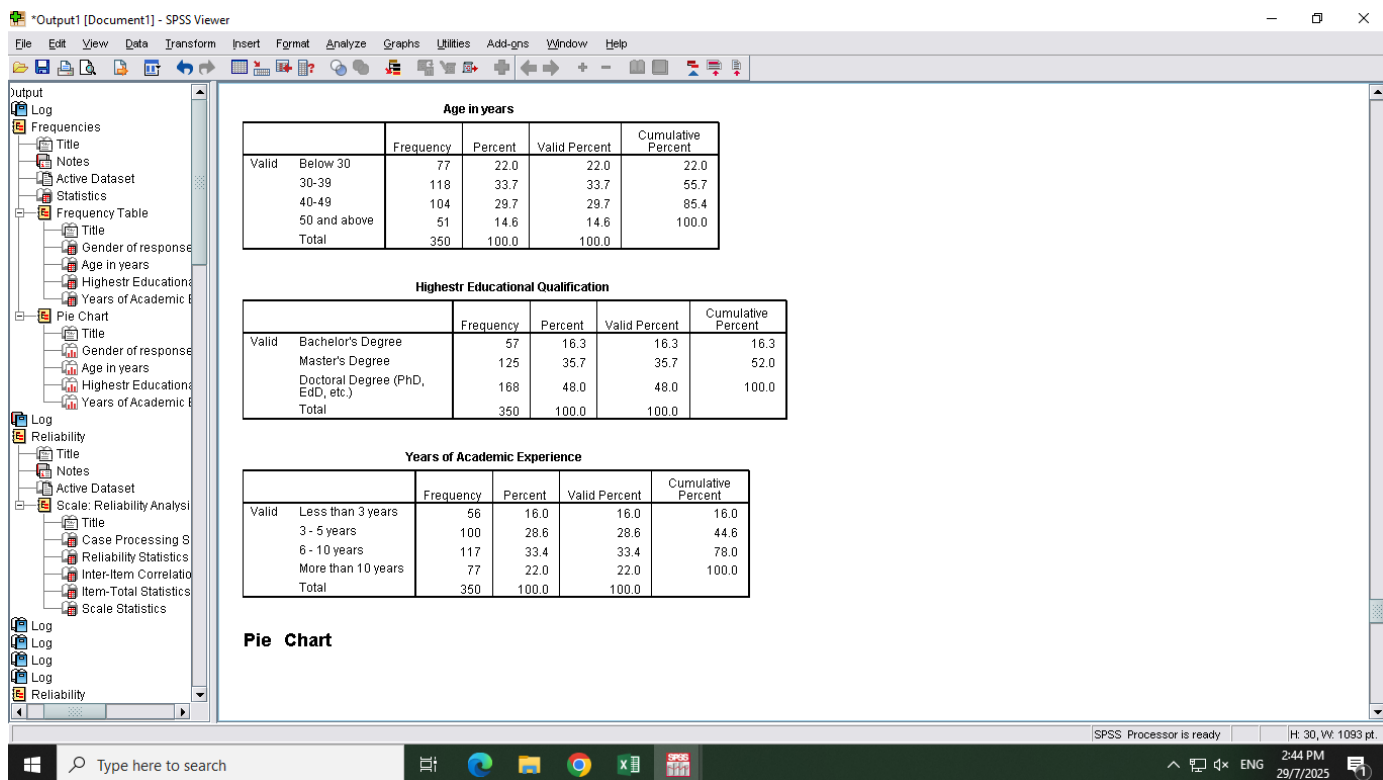 *Output1 [Document1] - SPSS Viewer
File Edit View Data Transform Insert Format Analyze Graphs Utilities Add-ons Window Help
Output
Log
Frequencies
Title
Notes
Active Dataset
Statistics
Frequency Table
Title
Gender of response
Age in years
Highestr Educationa
Years of Academic E
Pie Chart
Title
Gender of response
Age in years
Highestr Educationa
Years of Academic E
Log
Reliability
Title
Notes
Active Dataset
Scale: Reliability Analysi
Title
Case Processing S
Reliability Statistics
Inter-Item Correlatio
Item-Total Statistics
Scale Statistics
Log
Log
Log
Log
Reliability
Age in years
Frequency Percent Valid Percent Cumulative Percent
Valid Below 30 77 22.0 22.0 22.0
30-39 118 33.7 33.7 55.7
40-49 104 29.7 29.7 85.4
50 and above 51 14.6 14.6 100.0
Total 350 100.0 100.0
Highestr Educational Qualification
Frequency Percent Valid Percent Cumulative Percent
Valid Bachelor's Degree 57 16.3 16.3 16.3
Master's Degree 125 35.7 35.7 52.0
Doctoral Degree (PhD, EdD, etc.) 168 48.0 48.0 100.0
Total 350 100.0 100.0
Years of Academic Experience
Frequency Percent Valid Percent Cumulative Percent
Valid Less than 3 years 56 16.0 16.0 16.0
3 - 5 years 100 28.6 28.6 44.6
6 - 10 years 117 33.4 33.4 78.0
More than 10 years 77 22.0 22.0 100.0
Total 350 100.0 100.0
Pie Chart
SPSS Processor is ready H: 30, W: 1093 pt.
Type here to search
SPSS
ENG
2:44 PM
29/7/2025
1